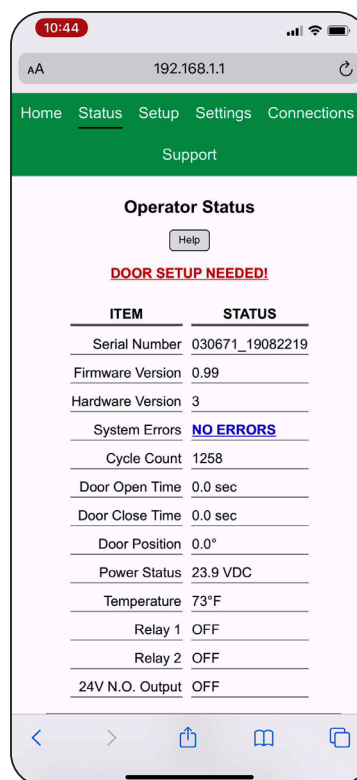 10:44
AA 192.168.1.1
Home Status Setup Settings Connections
Support
Operator Status
Help
DOOR SETUP NEEDED!
ITEM STATUS
Serial Number 030671_19082219
Firmware Version 0.99
Hardware Version 3
System Errors NO ERRORS
Cycle Count 1258
Door Open Time 0.0 sec
Door Close Time 0.0 sec
Door Position 0.0°
Power Status 23.9 VDC
Temperature 73°F
Relay 1 OFF
Relay 2 OFF
24V N.O. Output OFF